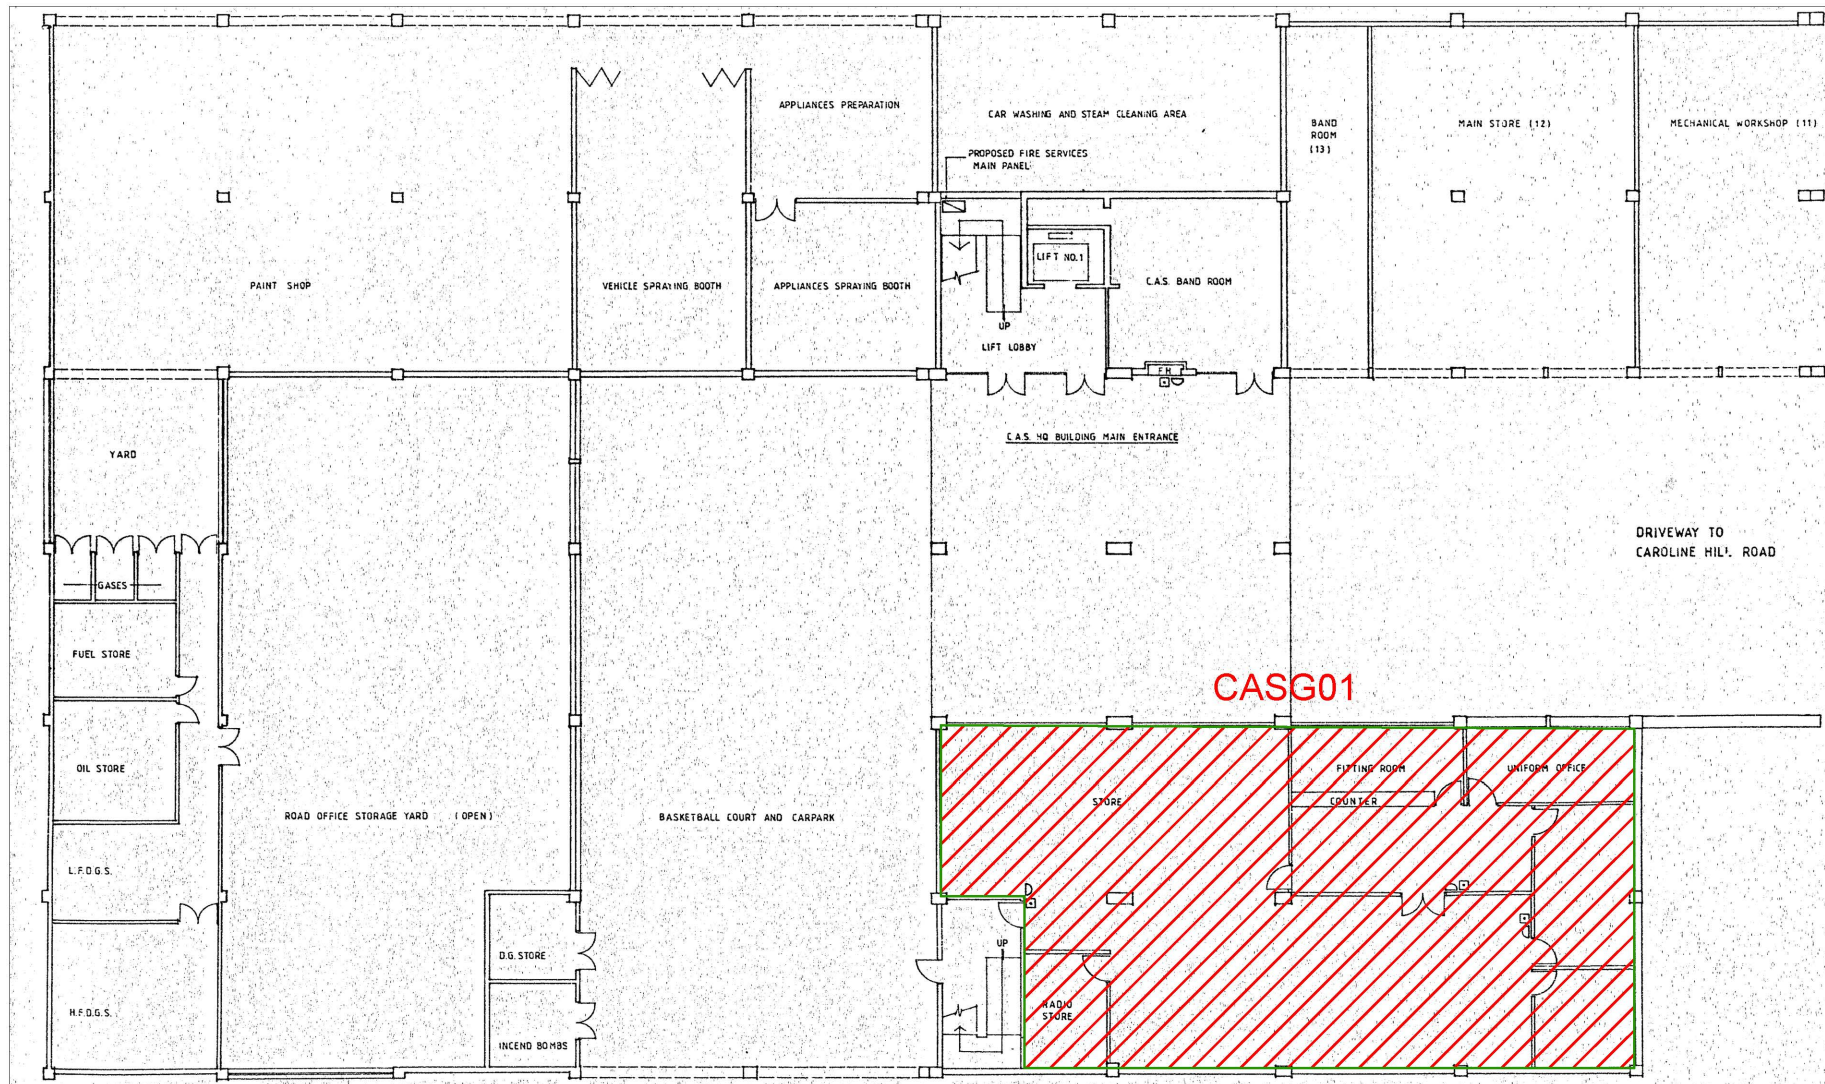 APPLIANCES PREPARATION
CAR WASHING AND STEAM CLEANING AREA
BAND
ROOM
(13)
MAIN STORE (12)
MECHANICAL WORKSHOP (11)
PROPOSED FIRE SERVICES
MAIN PANEL
LIFT NO.1
C.A.S. BAND ROOM
PAINT SHOP
VEHICLE SPRAYING BOOTH
APPLIANCES SPRAYING BOOTH
UP
LIFT LOBBY
F H
C.A.S. HQ BUILDING MAIN ENTRANCE
YARD
DRIVEWAY TO
CAROLINE HILL ROAD
GASES
FUEL STORE
CASG01
OIL STORE
FITTING ROOM
UNIFORM OFFICE
STORE
COUNTER
ROAD OFFICE STORAGE YARD (OPEN)
BASKETBALL COURT AND CARPARK
L.F.D.G.S.
D.G. STORE
UP
H.F.D.G.S.
RADIO
STORE
INCEND BOMBS